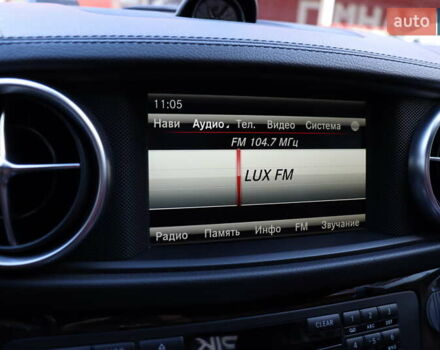 auto
11:05
Нави Аудио Тел. Видео Система
FM 104.7 МГц
LUX FM
Радио Память Инфо FM Звучание
CLEAR